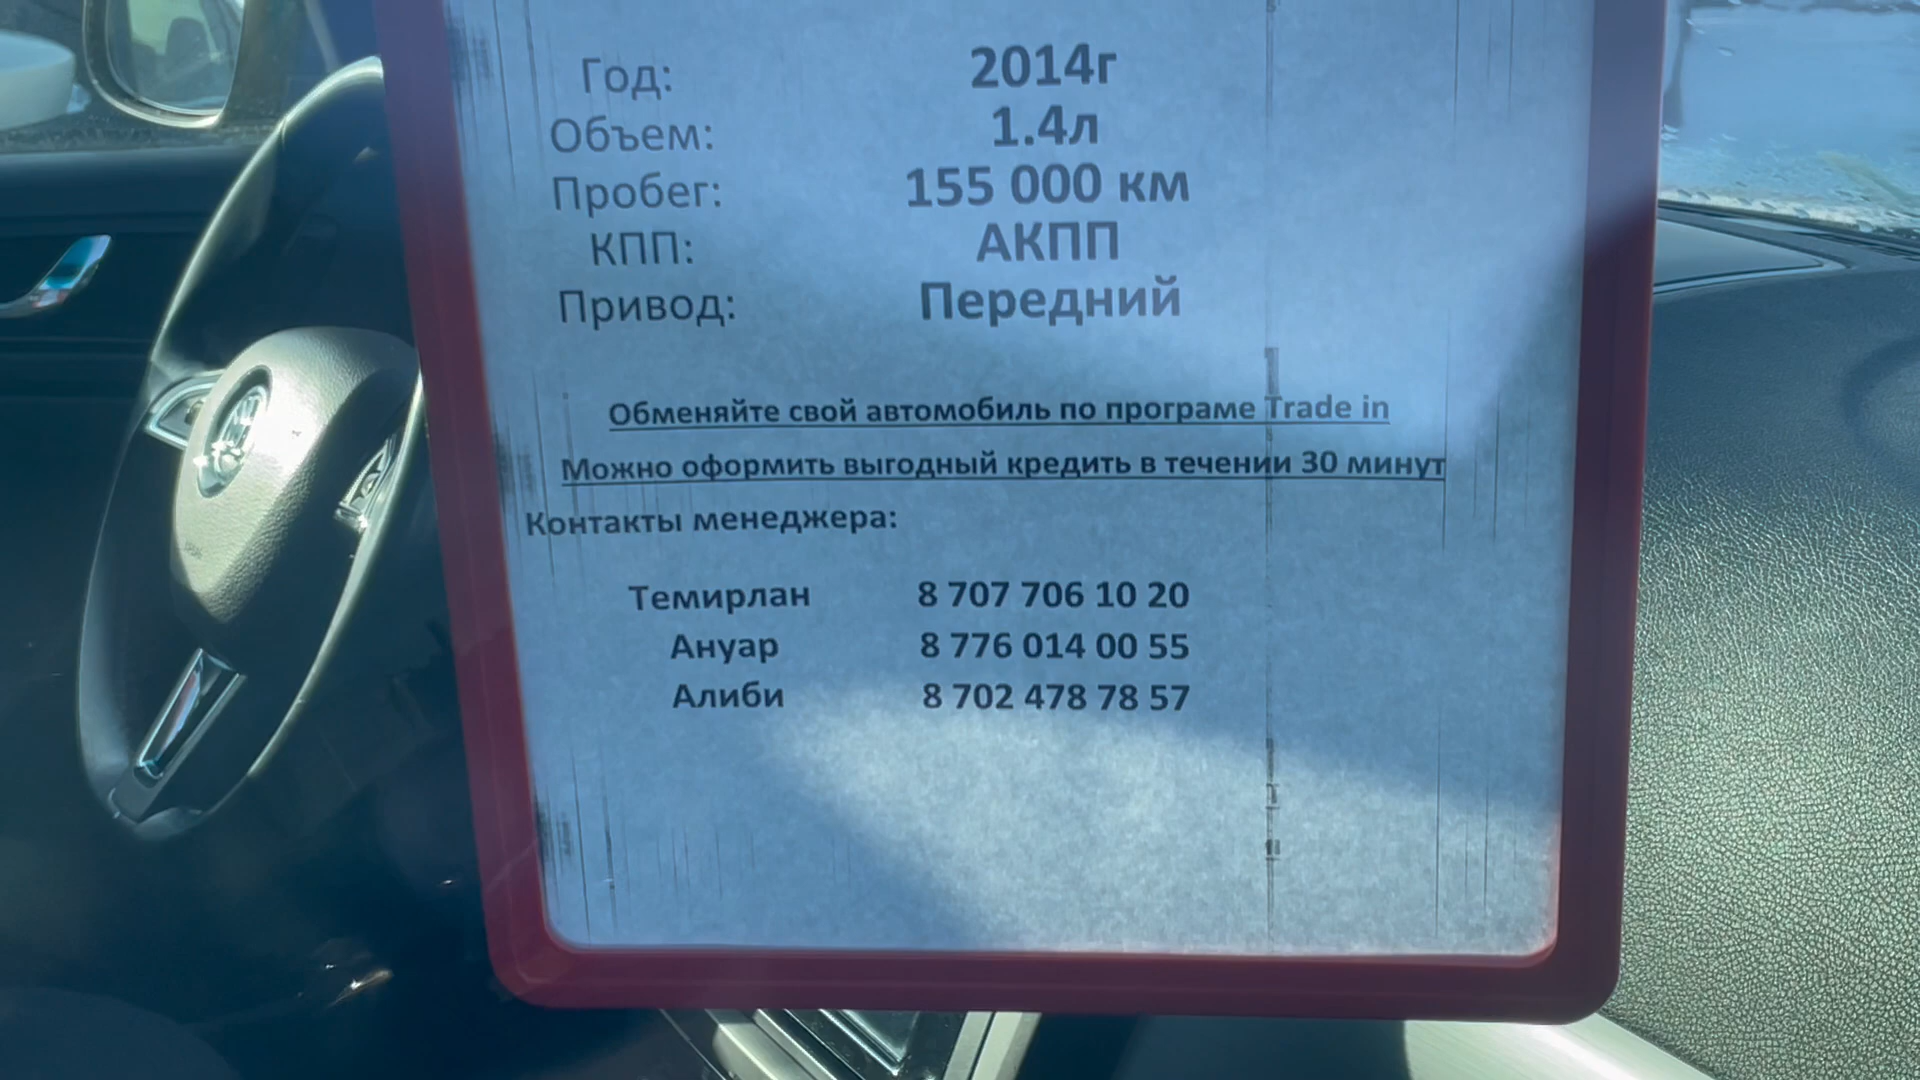 Год: 2014г
Объем: 1.4л
Пробег: 155 000 км
КПП: АКПП
Привод: Передний
Обменяйте свой автомобиль по програме Trade in
Можно оформить выгодный кредить в течении 30 минут
Контакты менеджера:
Темирлан 8 707 706 10 20
Ануар 8 776 014 00 55
Алиби 8 702 478 78 57